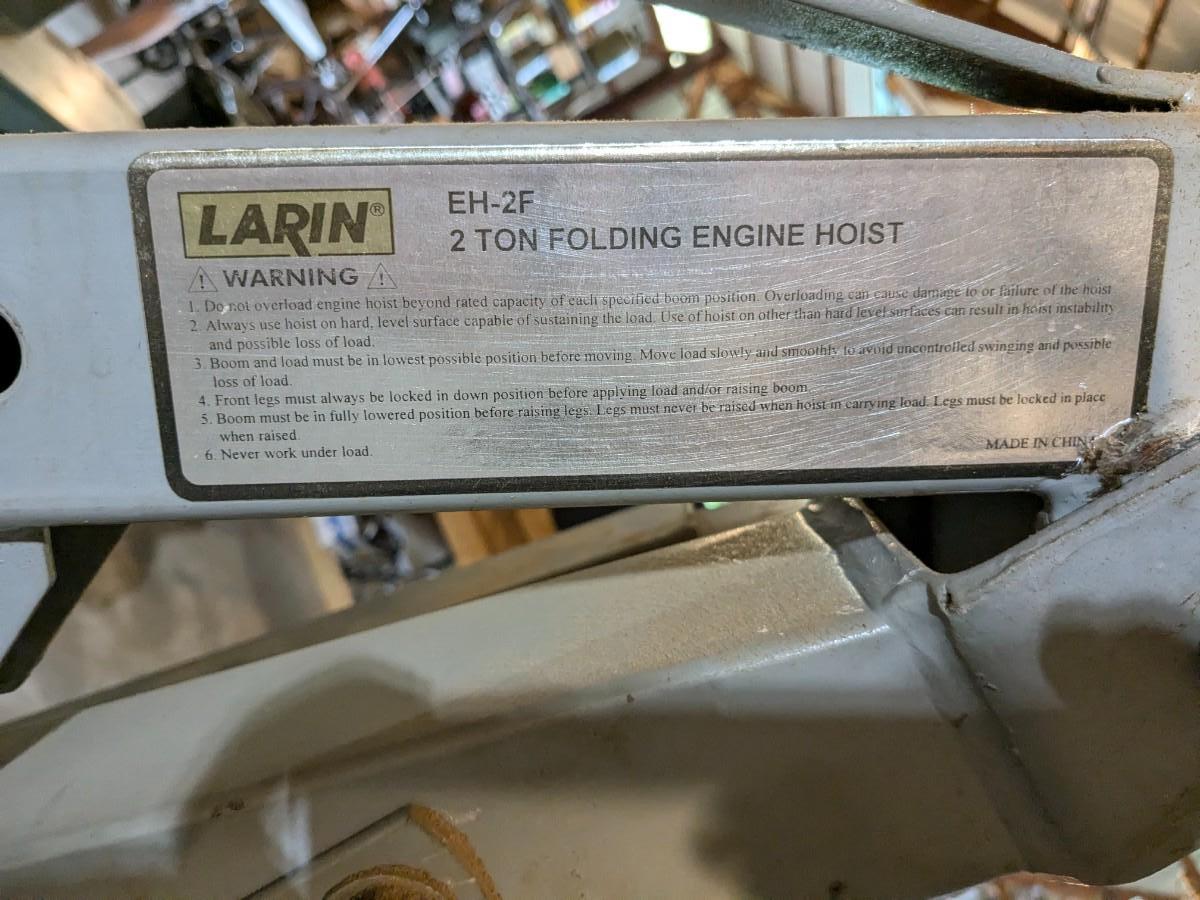 LARIN®
EH-2F
2 TON FOLDING ENGINE HOIST
WARNING
1. Do not overload engine hoist beyond rated capacity of each specified boom position. Overloading can cause damage to or failure of the hoist
2. Always use hoist on hard, level surface capable of sustaining the load. Use of hoist on other than hard level surfaces can result in hoist instability
and possible loss of load.
3. Boom and load must be in lowest possible position before moving. Move load slowly and smoothly to avoid uncontrolled swinging and possible
loss of load.
4. Front legs must always be locked in down position before applying load and/or raising boom.
5. Boom must be in fully lowered position before raising legs. Legs must never be raised when hoist in carrying load. Legs must be locked in place
when raised.
6. Never work under load.
MADE IN CHINA